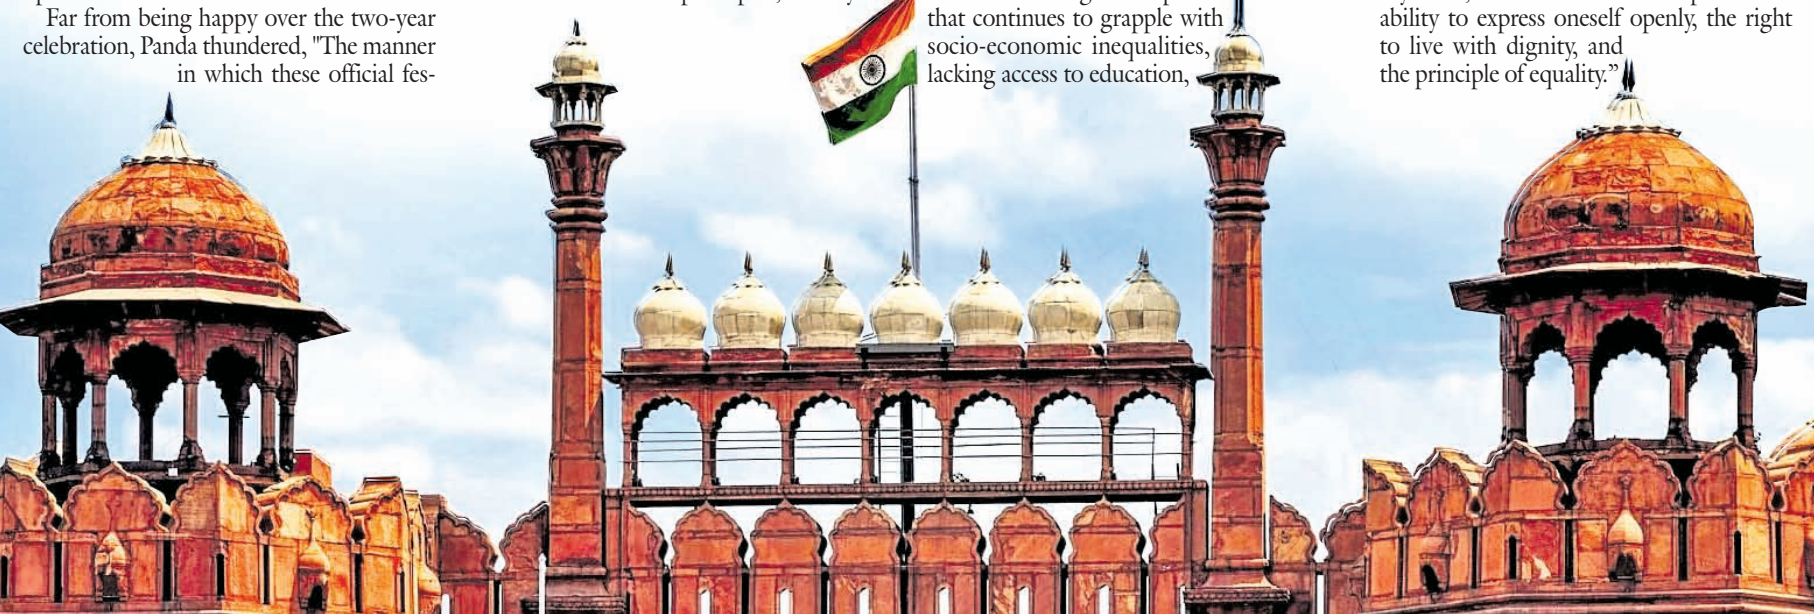 Far from being happy over the two-year
celebration, Panda thundered, "The manner
in which these official fes-
that continues to grapple with
socio-economic inequalities,
lacking access to education,
ability to express oneself openly, the right
to live with dignity, and
the principle of equality.”